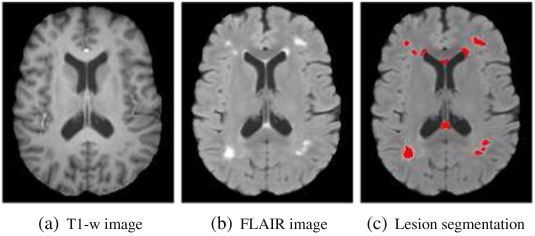 (a) T1-w image
(b) FLAIR image
(c) Lesion segmentation